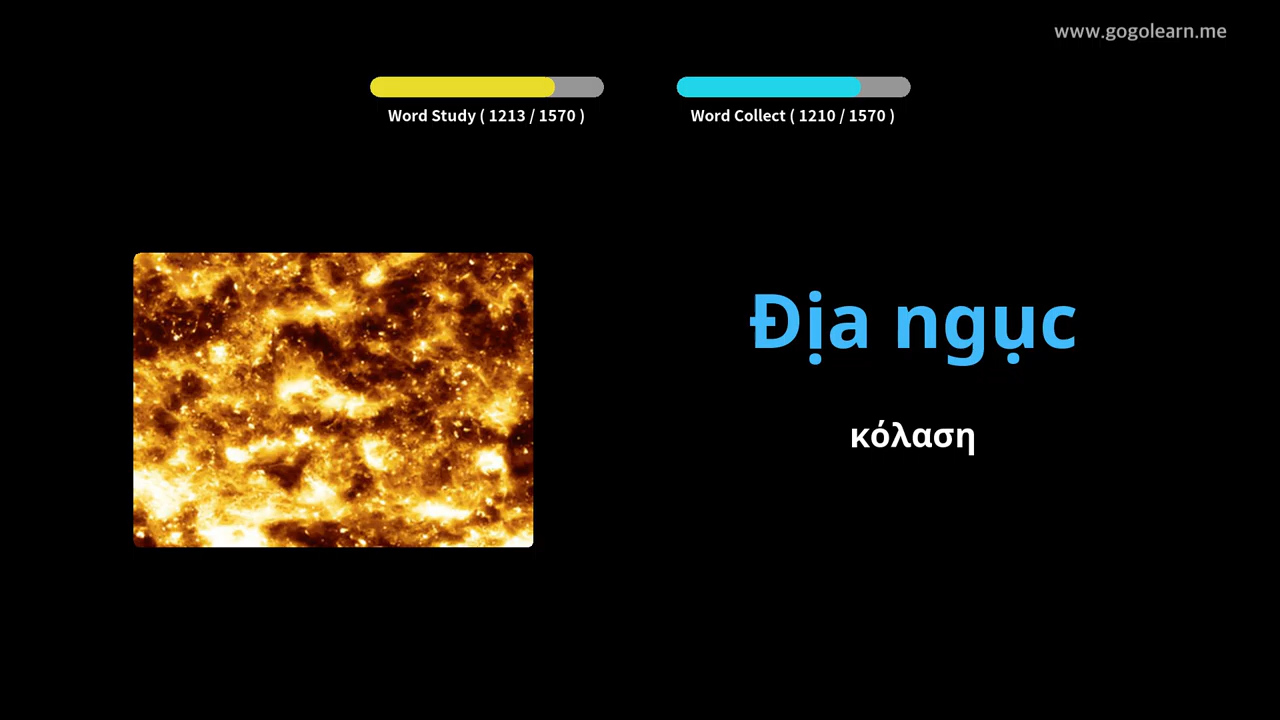 www.gogolearn.me
Word Study ( 1213 / 1570 )
Word Collect ( 1210 / 1570 )
Địa ngục
κόλαση